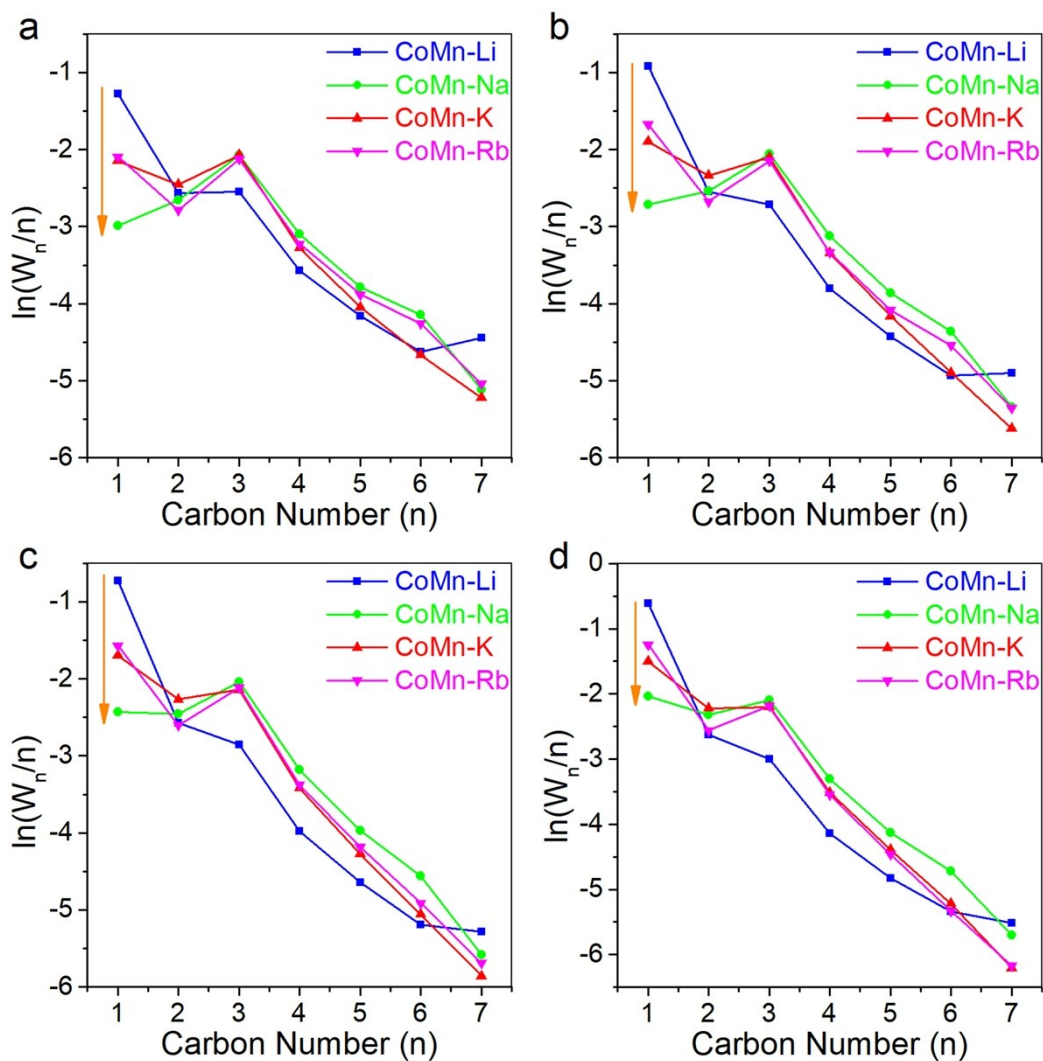 a
CoMn-Li
CoMn-Na
CoMn-K
CoMn-Rb
-1
-2
-3
-4
-5
-6
ln(Wn/n)
1 2 3 4 5 6 7
Carbon Number (n)
b
CoMn-Li
CoMn-Na
CoMn-K
CoMn-Rb
-1
-2
-3
-4
-5
-6
ln(Wn/n)
1 2 3 4 5 6 7
Carbon Number (n)
c
CoMn-Li
CoMn-Na
CoMn-K
CoMn-Rb
-1
-2
-3
-4
-5
-6
ln(Wn/n)
1 2 3 4 5 6 7
Carbon Number (n)
d
CoMn-Li
CoMn-Na
CoMn-K
CoMn-Rb
0
-1
-2
-3
-4
-5
-6
ln(Wn/n)
1 2 3 4 5 6 7
Carbon Number (n)